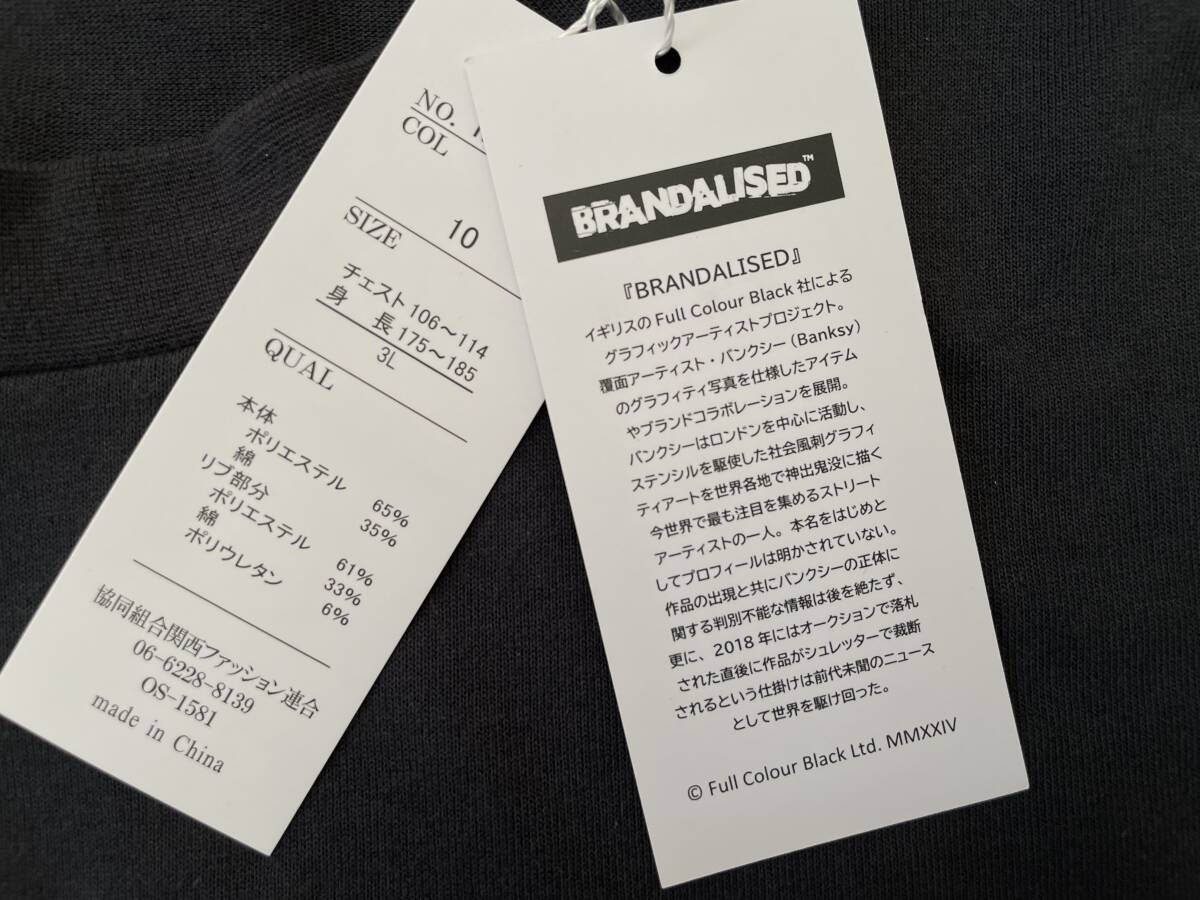 NO.
COL
10
SIZE
チェスト 106～114
身 長 175～185
3L
QUAL
本体
ポリエステル 65%
綿 35%
リブ部分
ポリエステル 61%
綿 33%
ポリウレタン 6%
協同組合関西ファッション連合
06-6228-8139
OS-1581
made in China
BRANDALISED™
『BRANDALISED』
イギリスのFull Colour Black 社による
グラフィックアーティストプロジェクト。
覆面アーティスト・バンクシー（Banksy）
のグラフィティ写真を仕様したアイテム
やブランドコラボレーションを展開。
バンクシーはロンドンを中心に活動し、
ステンシルを駆使した社会風刺グラフィ
ティアートを世界各地で神出鬼没に描く
今世界で最も注目を集めるストリート
アーティストの一人。本名をはじめと
してプロフィールは明かされていない。
作品の出現と共にバンクシーの正体に
関する判別不能な情報は後を絶たず、
更に、2018 年にはオークションで落札
された直後に作品がシュレッターで裁断
されるという仕掛けは前代未聞のニュース
として世界を駆け回った。
© Full Colour Black Ltd. MMXXIV